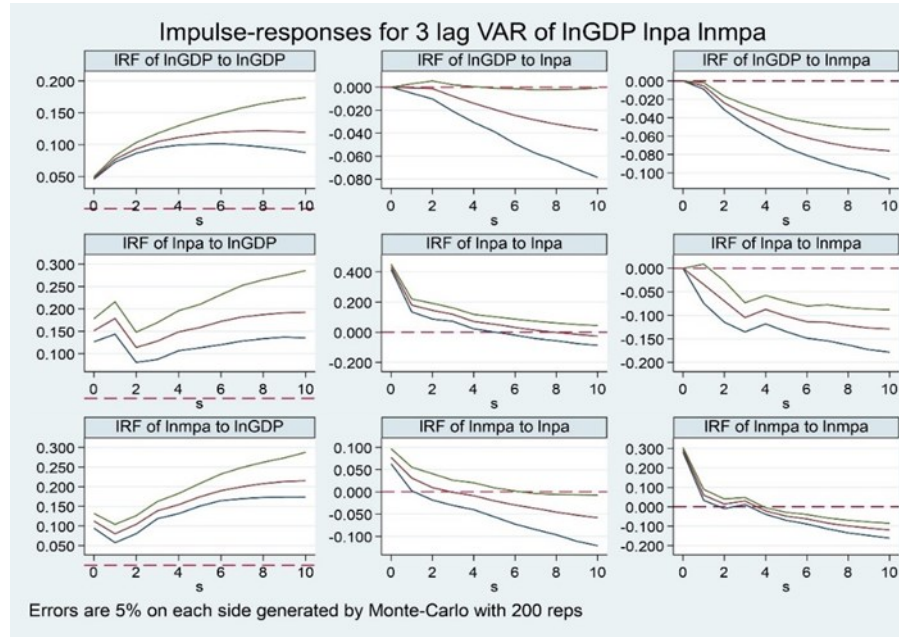 Impulse-responses for 3 lag VAR of lnGDP lnpa lnmpa
IRF of lnGDP to lnGDP
0.200
0.150
0.100
0.050
0 2 4 6 8 10
s
IRF of lnGDP to lnpa
0.000
-0.020
-0.040
-0.060
-0.080
0 2 4 6 8 10
s
IRF of lnGDP to lnmpa
0.000
-0.020
-0.040
-0.060
-0.080
-0.100
0 2 4 6 8 10
s
IRF of lnpa to lnGDP
0.300
0.250
0.200
0.150
0.100
0 2 4 6 8 10
s
IRF of lnpa to lnpa
0.400
0.200
0.000
-0.200
0 2 4 6 8 10
s
IRF of lnpa to lnmpa
0.000
-0.050
-0.100
-0.150
-0.200
0 2 4 6 8 10
s
IRF of lnmpa to lnGDP
0.300
0.250
0.200
0.150
0.100
0.050
0 2 4 6 8 10
s
IRF of lnmpa to lnpa
0.100
0.050
0.000
-0.050
-0.100
0 2 4 6 8 10
s
IRF of lnmpa to lnmpa
0.300
0.200
0.100
0.000
-0.100
-0.200
0 2 4 6 8 10
s
Errors are 5% on each side generated by Monte-Carlo with 200 reps